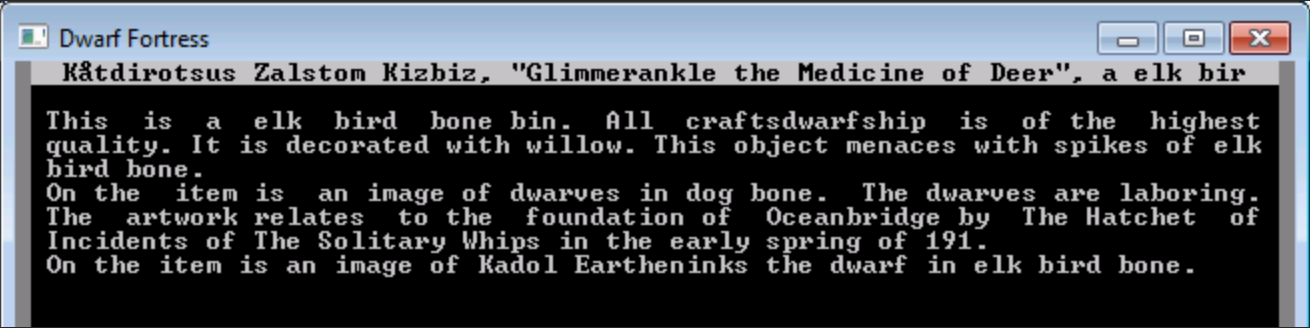 Dwarf Fortress
Kåtdirotsus Zalstom Kizbiz, "Glimmerankle the Medicine of Deer", a elk bir
This is a elk bird bone bin. All craftsdwarfship is of the highest
quality. It is decorated with willow. This object menaces with spikes of elk
bird bone.
On the item is an image of dwarves in dog bone. The dwarves are laboring.
The artwork relates to the foundation of Oceanbridge by The Hatchet of
Incidents of The Solitary Whips in the early spring of 191.
On the item is an image of Kadol Eartheninks the dwarf in elk bird bone.